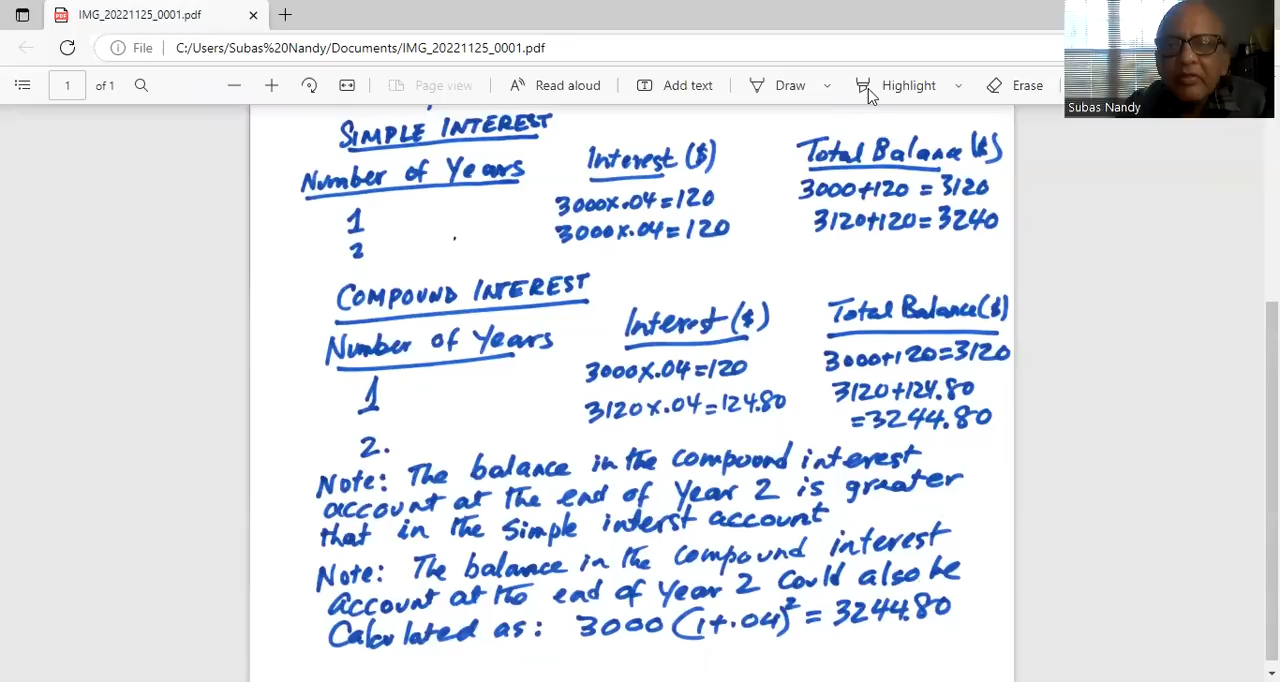 IMG_20221125_0001.pdf
File C:/Users/Subas%20Nandy/Documents/IMG_20221125_0001.pdf
1 of 1 Page view Read aloud Add text Draw Highlight Erase
Subas Nandy
SIMPLE INTEREST
Number of Years Interest ($) Total Balance ($)
1 3000x.04=120 3000+120=3120
2 3000x.04=120 3120+120=3240
COMPOUND INTEREST
Number of Years Interest ($) Total Balance($)
1 3000x.04=120 3000+120=3120
3120x.04=124.80 3120+124.80
=3244.80
2.
Note: The balance in the compound interest
account at the end of Year 2 is greater
that in the simple interst account
Note: The balance in the compound interest
account at the end of Year 2 could also be
Calculated as: 3000 (1+.04)² = 3244.80